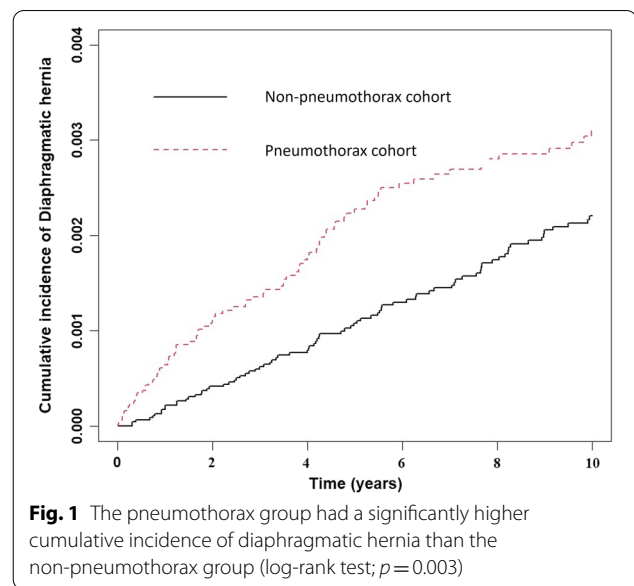 0.004
0.003
0.002
0.001
0.000
Cumulative incidence of Diaphragmatic hernia
Non-pneumothorax cohort
Pneumothorax cohort
0 2 4 6 8 10
Time (years)
Fig. 1 The pneumothorax group had a significantly higher
cumulative incidence of diaphragmatic hernia than the
non-pneumothorax group (log-rank test; p = 0.003)